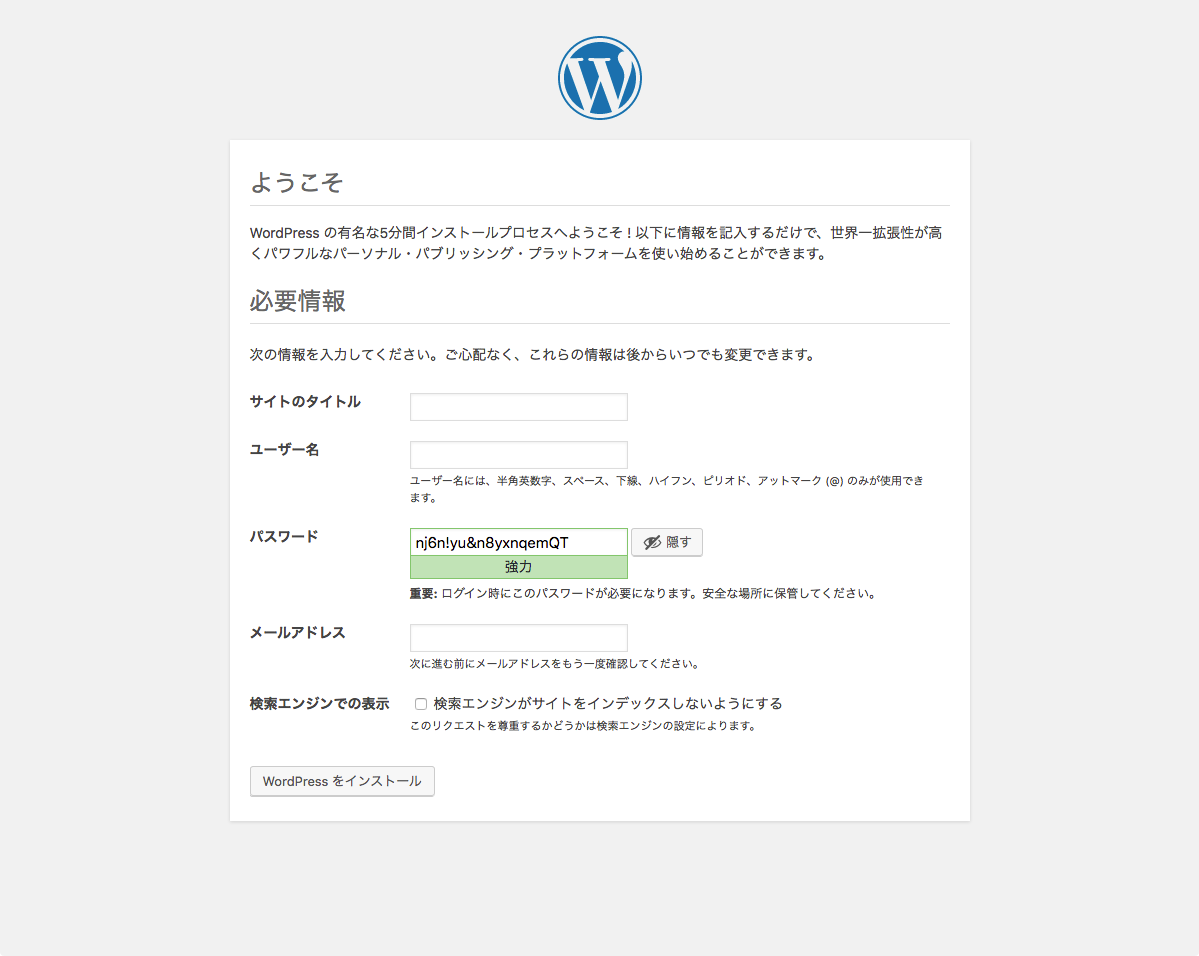 ようこそ
WordPress の有名な5分間インストールプロセスへようこそ ! 以下に情報を記入するだけで、世界一拡張性が高
くパワフルなパーソナル・パブリッシング・プラットフォームを使い始めることができます。
必要情報
次の情報を入力してください。ご心配なく、これらの情報は後からいつでも変更できます。
サイトのタイトル
ユーザー名
ユーザー名には、半角英数字、スペース、下線、ハイフン、ピリオド、アットマーク (@) のみが使用でき
ます。
パスワード
nj6n!yu&n8yxnqemQT
隠す
強力
重要: ログイン時にこのパスワードが必要になります。安全な場所に保管してください。
メールアドレス
次に進む前にメールアドレスをもう一度確認してください。
検索エンジンでの表示
検索エンジンがサイトをインデックスしないようにする
このリクエストを尊重するかどうかは検索エンジンの設定によります。
WordPress をインストール